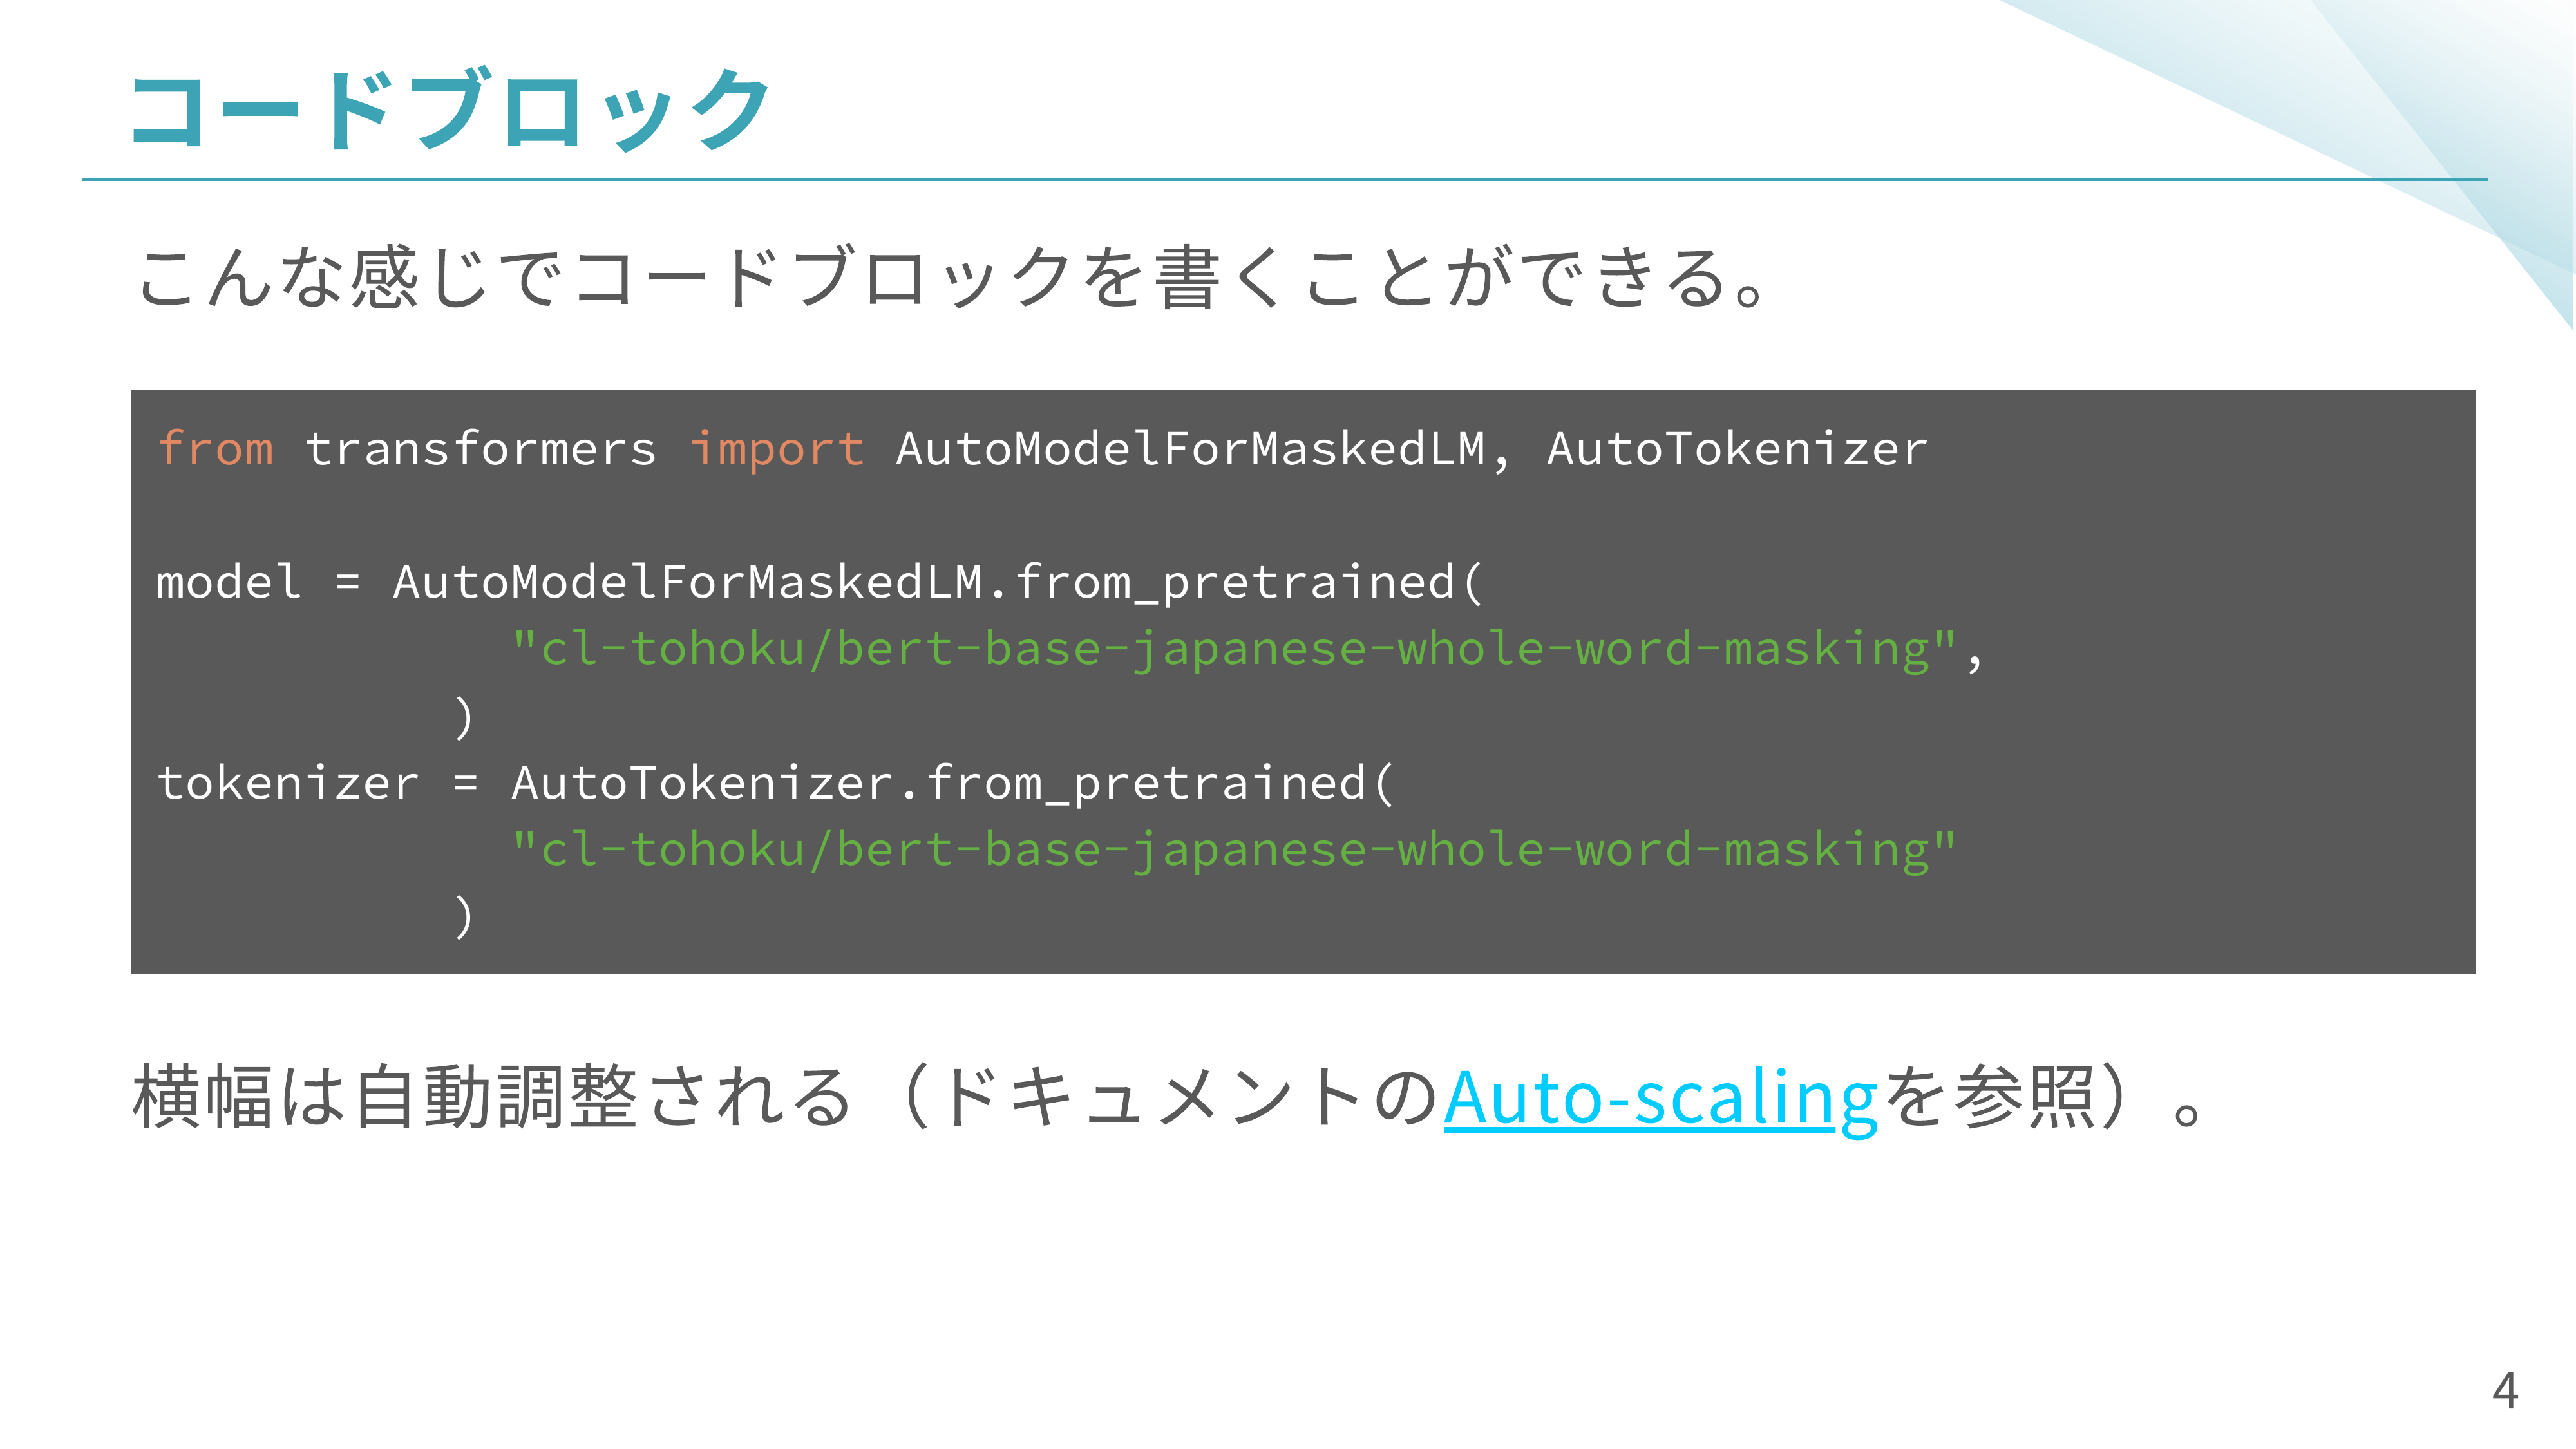 コードブロック
こんな感じでコードブロックを書くことができる。
from transformers import AutoModelForMaskedLM, AutoTokenizer

model = AutoModelForMaskedLM.from_pretrained(
            "cl-tohoku/bert-base-japanese-whole-word-masking",
          )
tokenizer = AutoTokenizer.from_pretrained(
            "cl-tohoku/bert-base-japanese-whole-word-masking"
          )
横幅は自動調整される（ドキュメントのAuto-scalingを参照）。
4